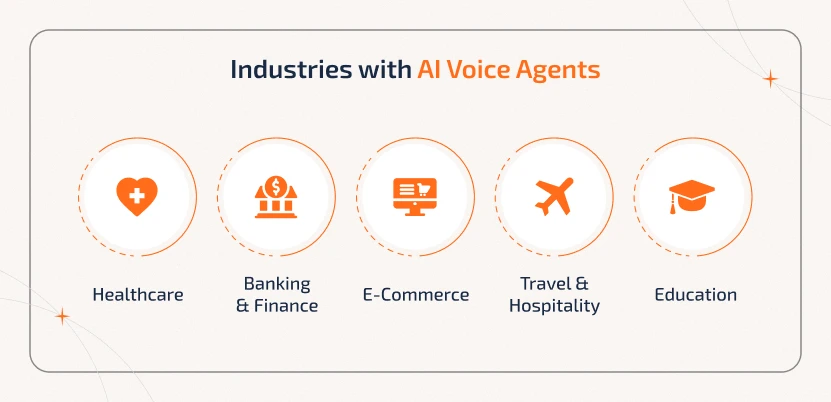 Industries with AI Voice Agents
Healthcare
Banking
& Finance
E-Commerce
Travel &
Hospitality
Education